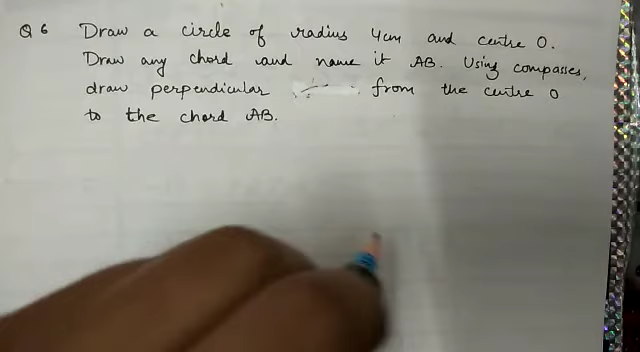 Q 6 Draw a circle of radius 4cm and centre O.
Draw any chord and name it AB. Using compasses,
draw perpendicular from the centre O
to the chord AB.